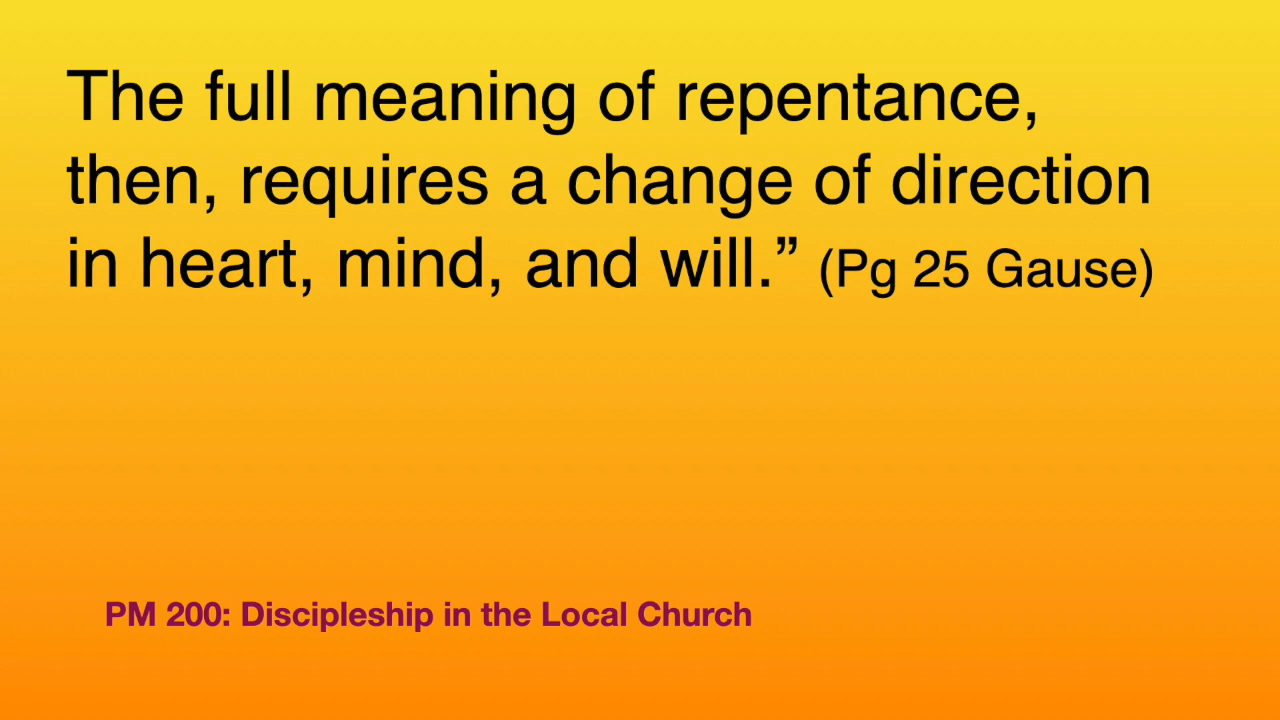 The full meaning of repentance,
then, requires a change of direction
in heart, mind, and will.” (Pg 25 Gause)
PM 200: Discipleship in the Local Church